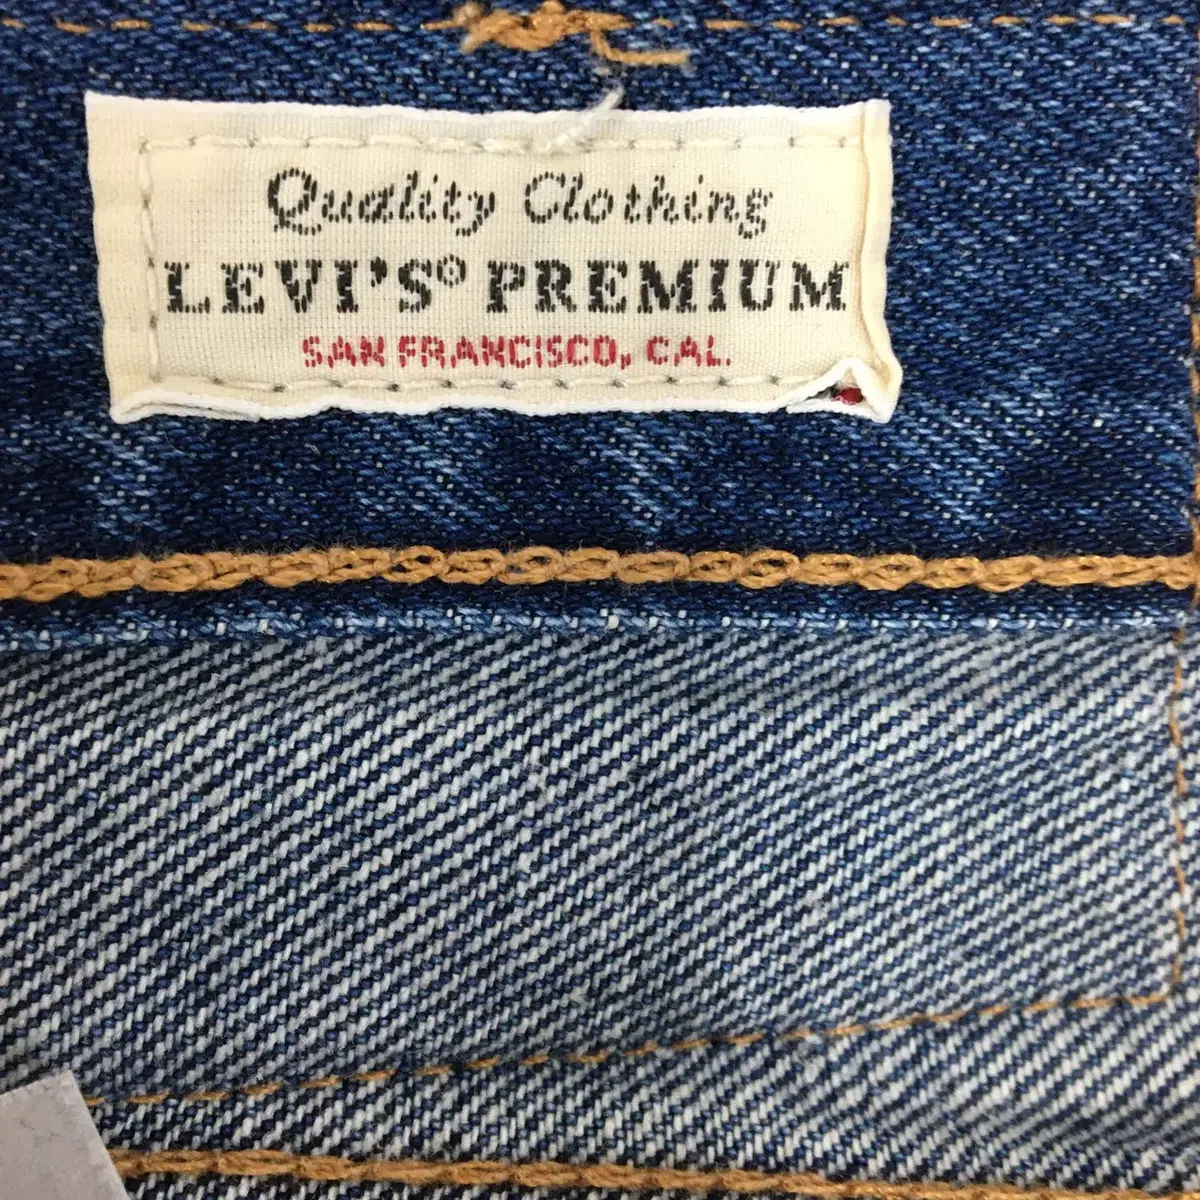 Quality Clothing
LEVI'S® PREMIUM
SAN FRANCISCO, CAL.